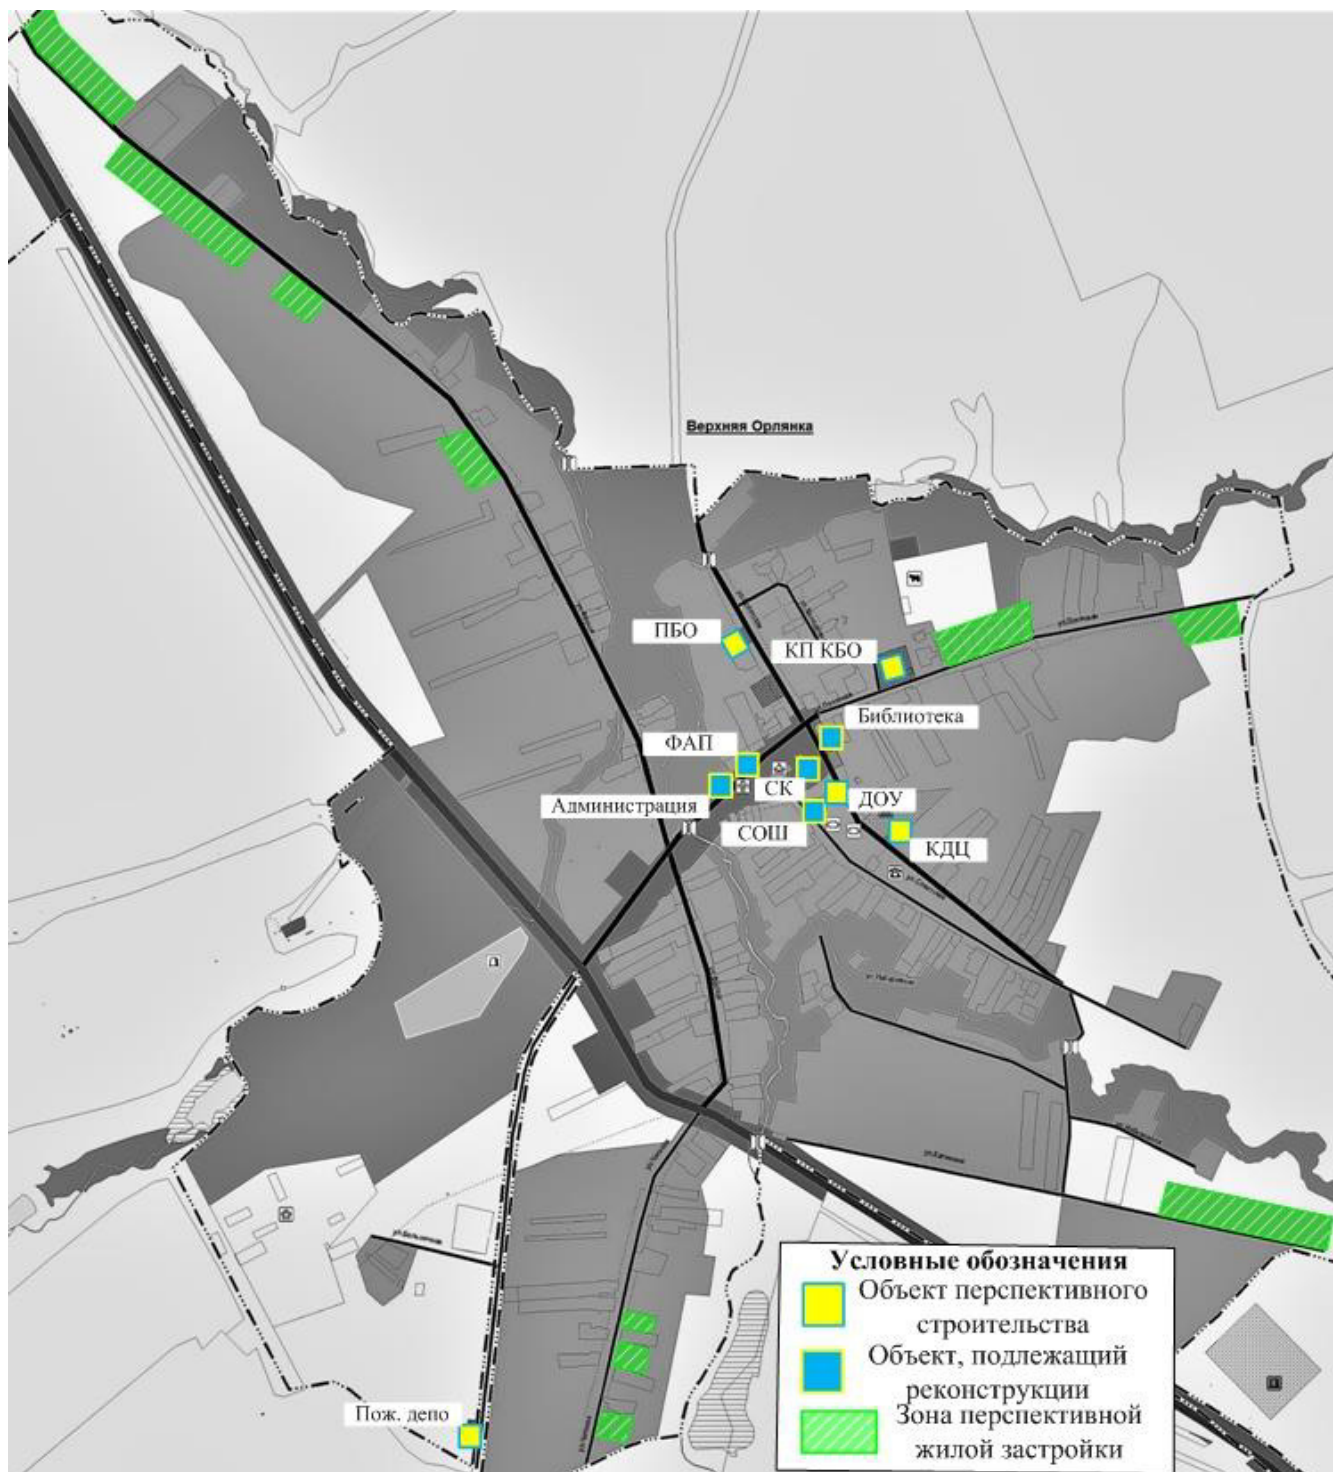 Верхняя Орлянка
ПБО
КП КБО
Библиотека
ФАП
СК
Администрация
ДОУ
СОШ
КДЦ
Пож. депо
Условные обозначения
Объект перспективного
строительства
Объект, подлежащий
реконструкции
Зона перспективной
жилой застройки